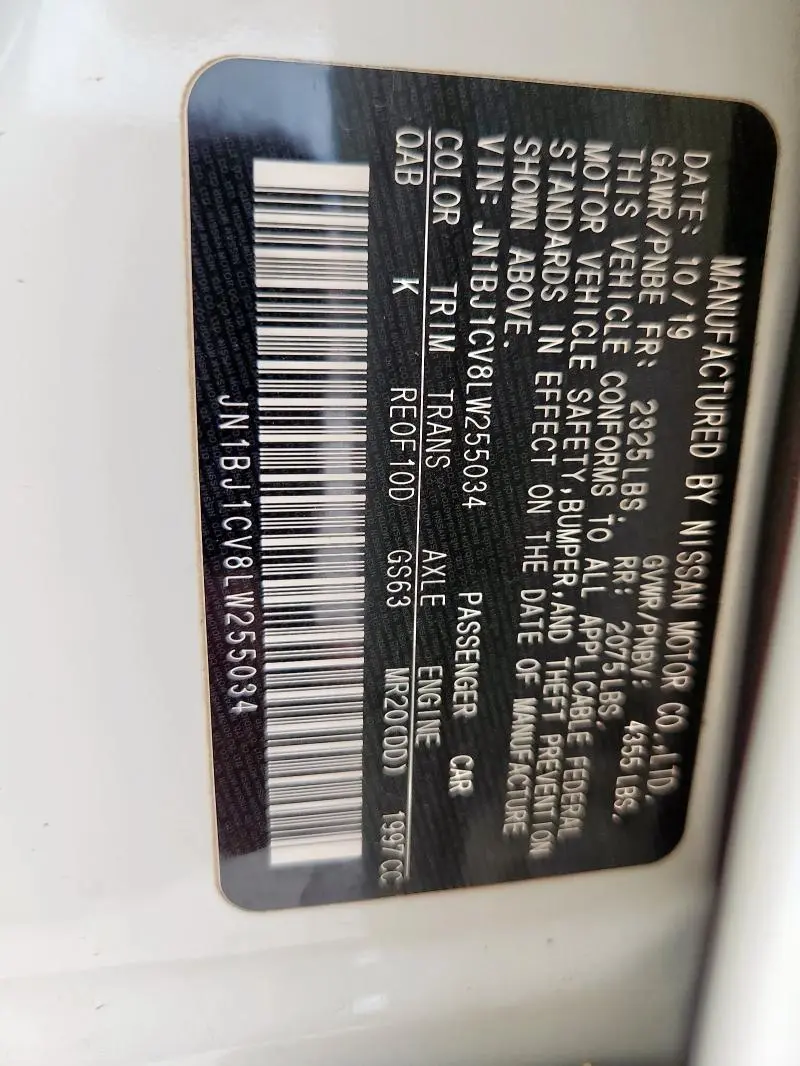 MANUFACTURED BY NISSAN MOTOR CO.,LTD.
DATE: 10/19 GVWR/PNBV: 4355 LBS.
GAWR/PNBE FR: 2325 LBS. RR: 2075 LBS.
THIS VEHICLE CONFORMS TO ALL APPLICABLE FEDERAL
MOTOR VEHICLE SAFETY,BUMPER,AND THEFT PREVENTION
STANDARDS IN EFFECT ON THE DATE OF MANUFACTURE
SHOWN ABOVE.
VIN: JN1BJ1CV8LW255034 PASSENGER CAR
COLOR TRIM TRANS AXLE ENGINE
QAB K RE0F10D GS63 MR20(DD) 1997CC
JN1BJ1CV8LW255034